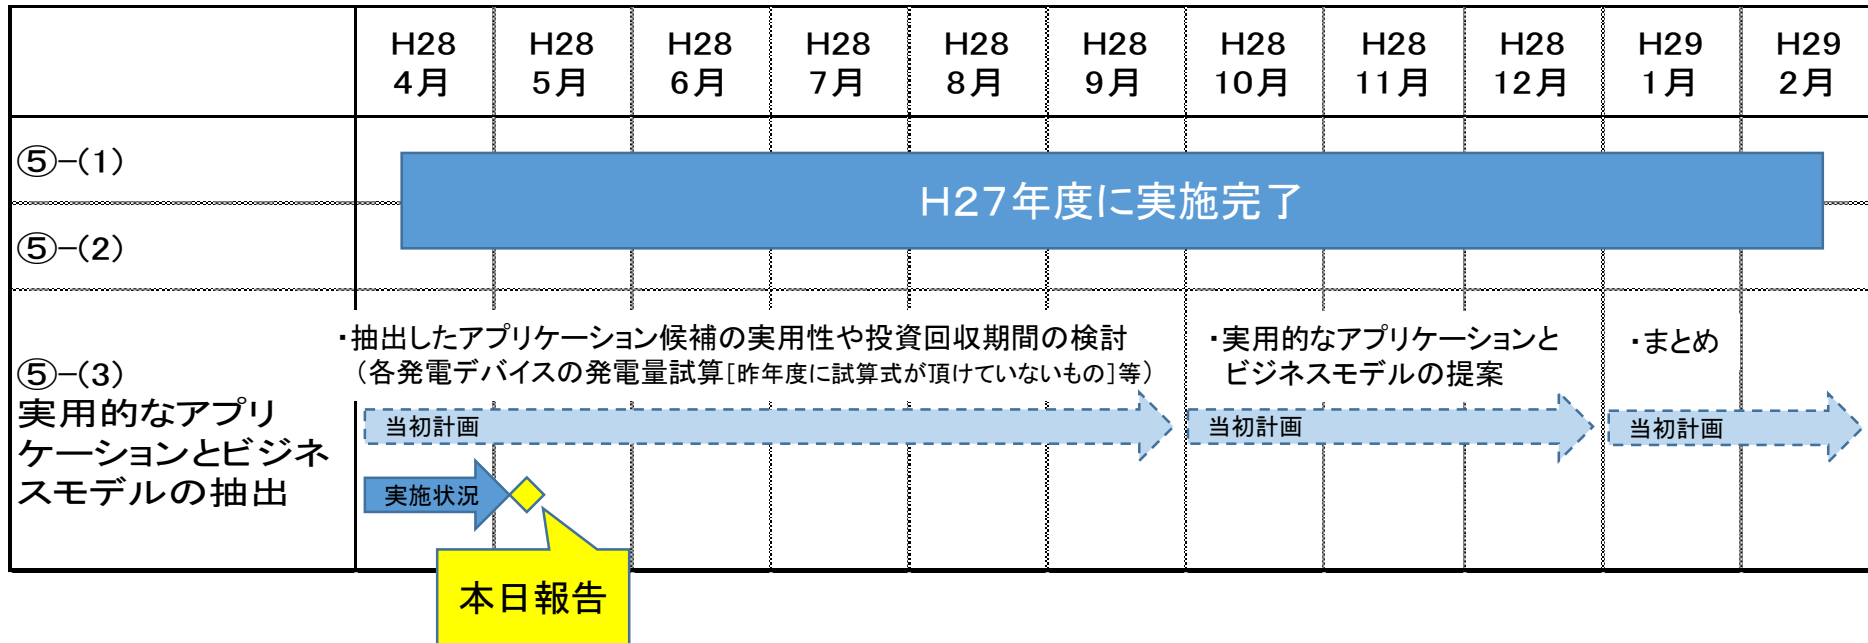 H28 4月
H28 5月
H28 6月
H28 7月
H28 8月
H28 9月
H28 10月
H28 11月
H28 12月
H29 1月
H29 2月
⑤-(1)
H27年度に実施完了
⑤-(2)
⑤-(3)
実用的なアプリ
ケーションとビジネ
スモデルの抽出
・抽出したアプリケーション候補の実用性や投資回収期間の検討
（各発電デバイスの発電量試算[昨年度に試算式が頂けていないもの]等）
当初計画
・実用的なアプリケーションと
ビジネスモデルの提案
当初計画
・まとめ
当初計画
実施状況
本日報告